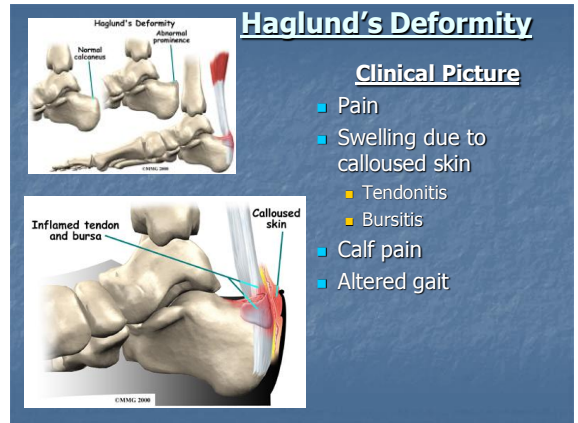 Haglund's Deformity
Haglund's Deformity
Abnormal
prominence
Normal
calcaneus
©MMG 2000
Clinical Picture
Pain
Swelling due to
calloused skin
Tendonitis
Bursitis
Calf pain
Altered gait
Calloused
skin
Inflamed tendon
and bursa
©MMG 2000